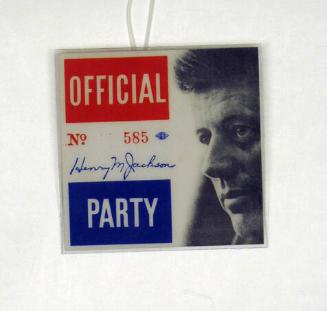 OFFICIAL
Nº 585
Henry M Jackson
PARTY